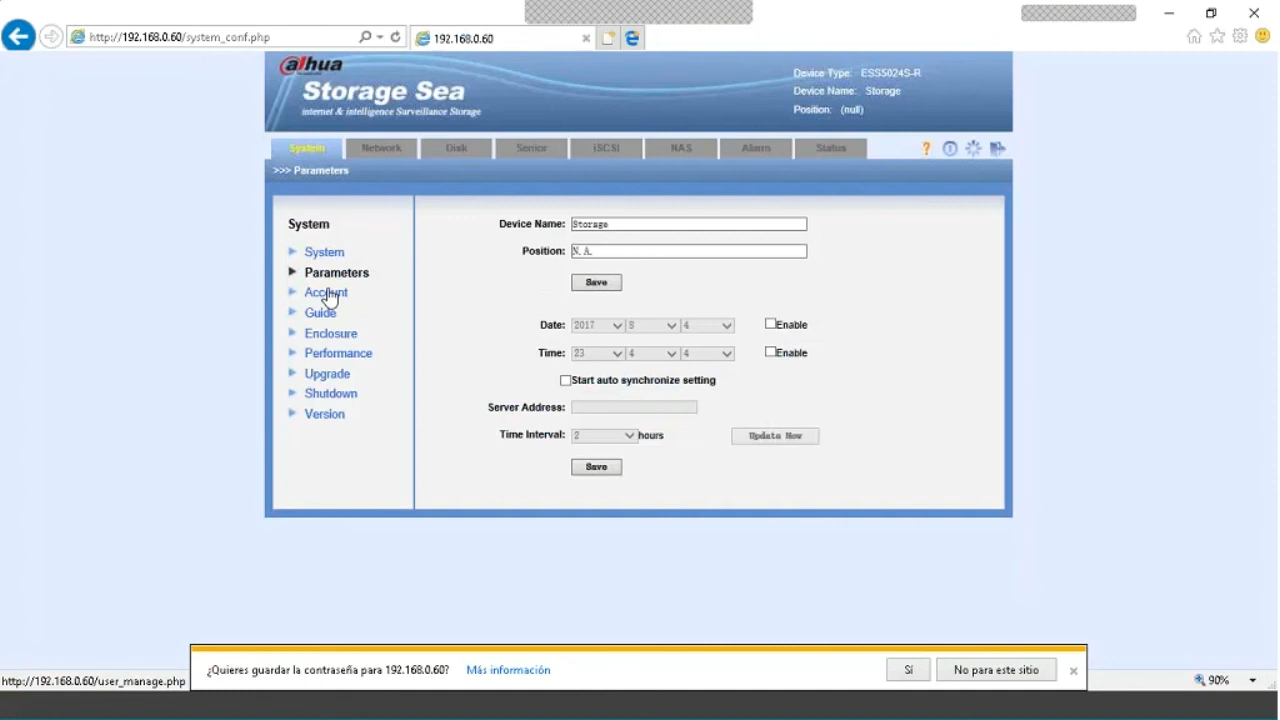 http://192.168.0.60/system_conf.php
192.168.0.60
alhua
Storage Sea
internet & intelligence Surveillance Storage
Device Type: ESS5024S-R
Device Name: Storage
Position: (null)
System Network Disk Senior iSCSI NAS Alarm Status
>>> Parameters
System
System
Parameters
Account
Guide
Enclosure
Performance
Upgrade
Shutdown
Version
Device Name: Storage
Position: N.A.
Save
Date: 2017 8 4 Enable
Time: 23 4 4 Enable
Start auto synchronize setting
Server Address:
Time Interval: 2 hours Update Now
Save
¿Quieres guardar la contraseña para 192.168.0.60? Más información Sí No para este sitio
http://192.168.0.60/user_manage.php
90%